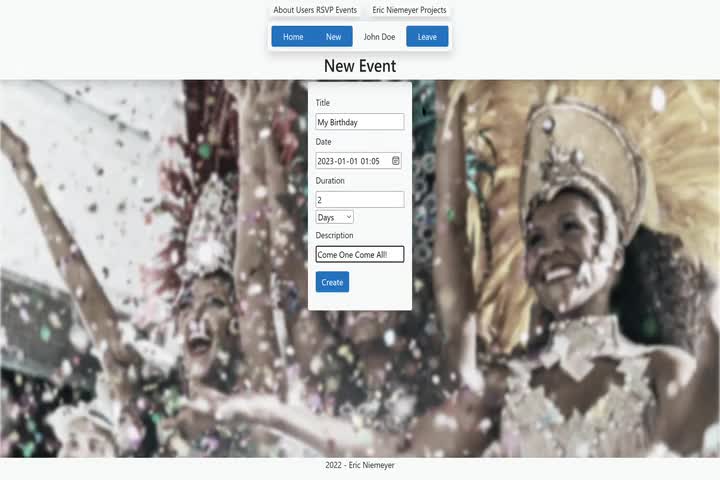 About Users RSVP Events Eric Niemeyer Projects
Home New John Doe Leave
New Event
Title
My Birthday
Date
2023-01-01 01:05
Duration
2
Days
Description
Come One Come All!
Create
2022 - Eric Niemeyer